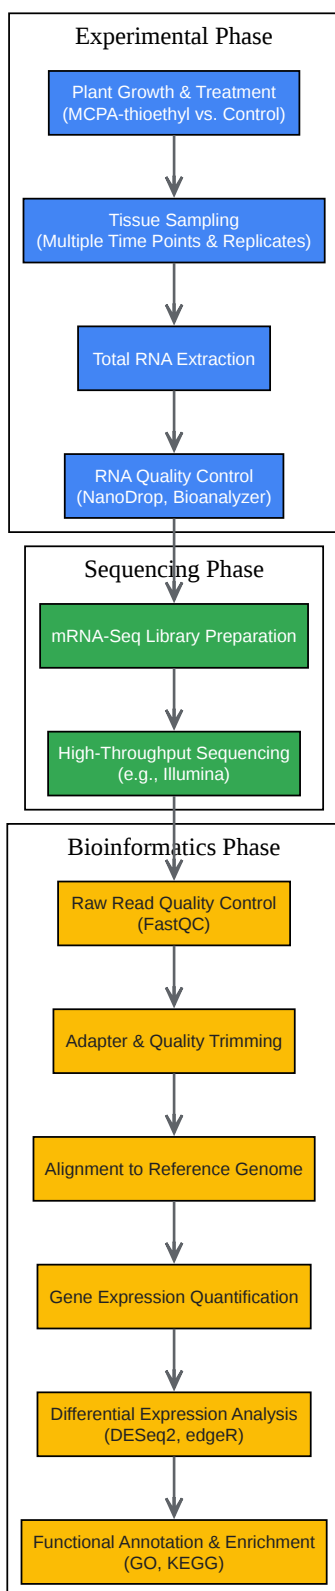 Experimental Phase
Plant Growth & Treatment
(MCPA-thioethyl vs. Control)
Tissue Sampling
(Multiple Time Points & Replicates)
Total RNA Extraction
RNA Quality Control
(NanoDrop, Bioanalyzer)
Sequencing Phase
mRNA-Seq Library Preparation
High-Throughput Sequencing
(e.g., Illumina)
Bioinformatics Phase
Raw Read Quality Control
(FastQC)
Adapter & Quality Trimming
Alignment to Reference Genome
Gene Expression Quantification
Differential Expression Analysis
(DESeq2, edgeR)
Functional Annotation & Enrichment
(GO, KEGG)